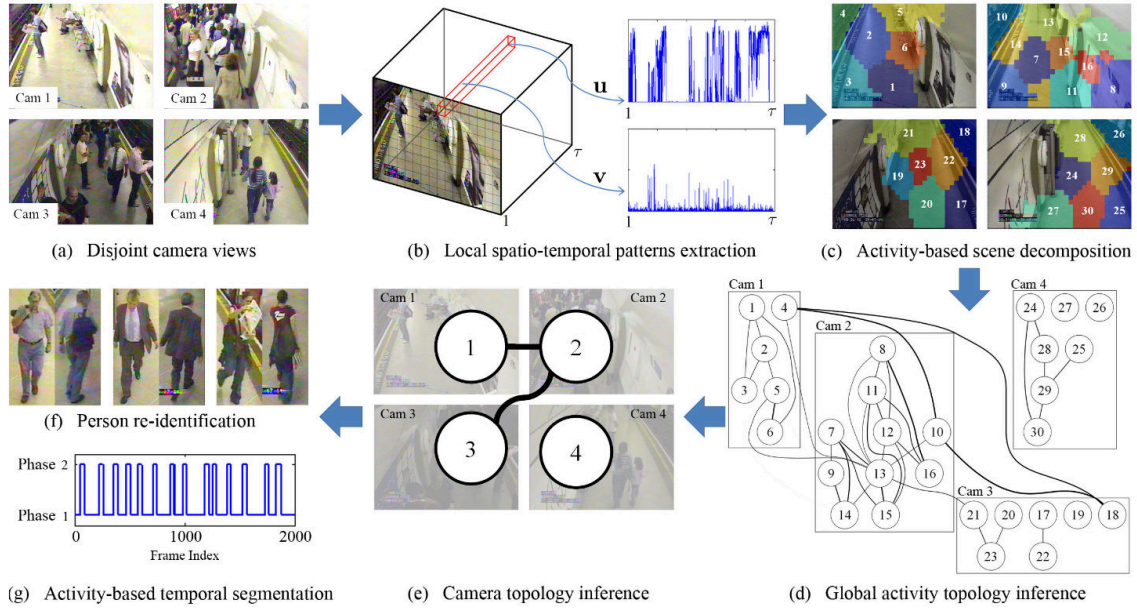 Cam 1
Cam 2
Cam 3
Cam 4
(a) Disjoint camera views
u
v
τ
1
1
τ
1
τ
(b) Local spatio-temporal patterns extraction
4
5
2
6
3
1
10
13
12
14
7
15
16
9
11
8
21
18
23
22
19
20
17
28
26
24
29
27
30
25
(c) Activity-based scene decomposition
Cam 1
1
4
2
3
5
6
Cam 2
8
11
7
12
10
9
13
16
14
15
Cam 4
24
27
26
28
25
29
30
Cam 3
21
20
17
19
18
23
22
(d) Global activity topology inference
Cam 1
Cam 2
1
2
Cam 3
Cam 4
3
4
(e) Camera topology inference
(f) Person re-identification
Phase 2
Phase 1
0
1000
2000
Frame Index
(g) Activity-based temporal segmentation